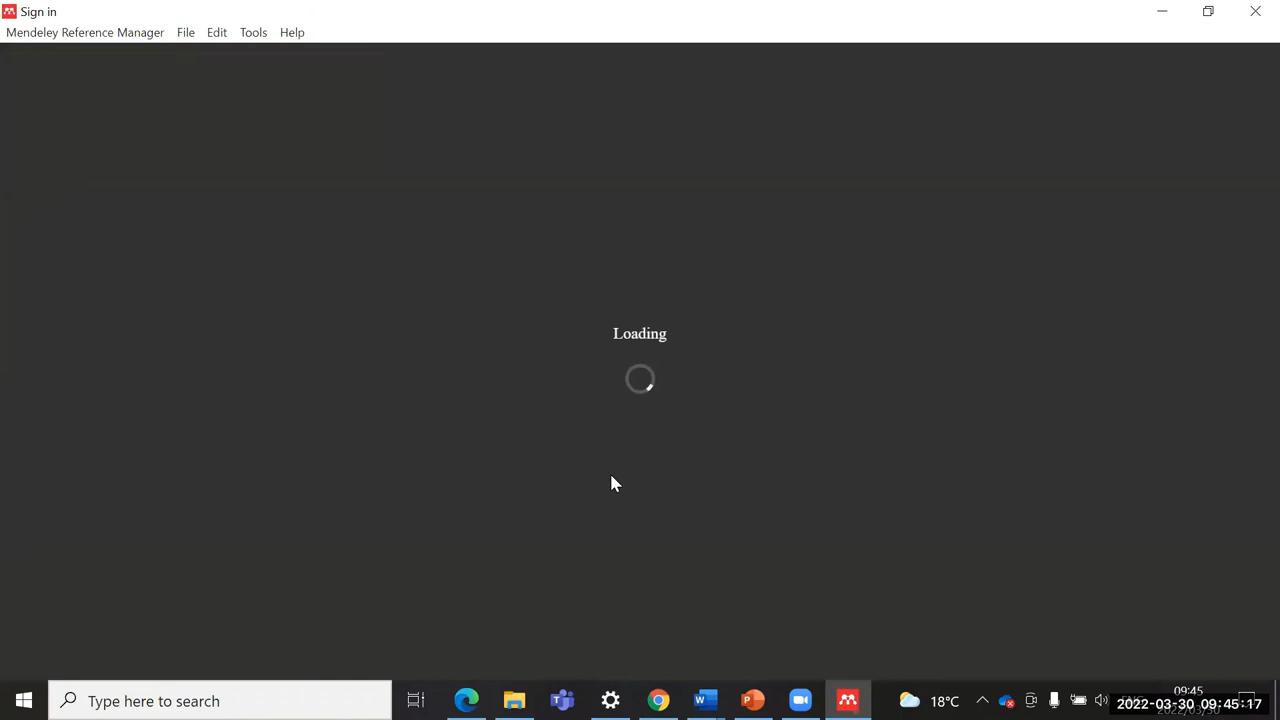 Sign in
Mendeley Reference Manager File Edit Tools Help
Loading
Type here to search
18°C
09:45
2022-03-30 09:45:17